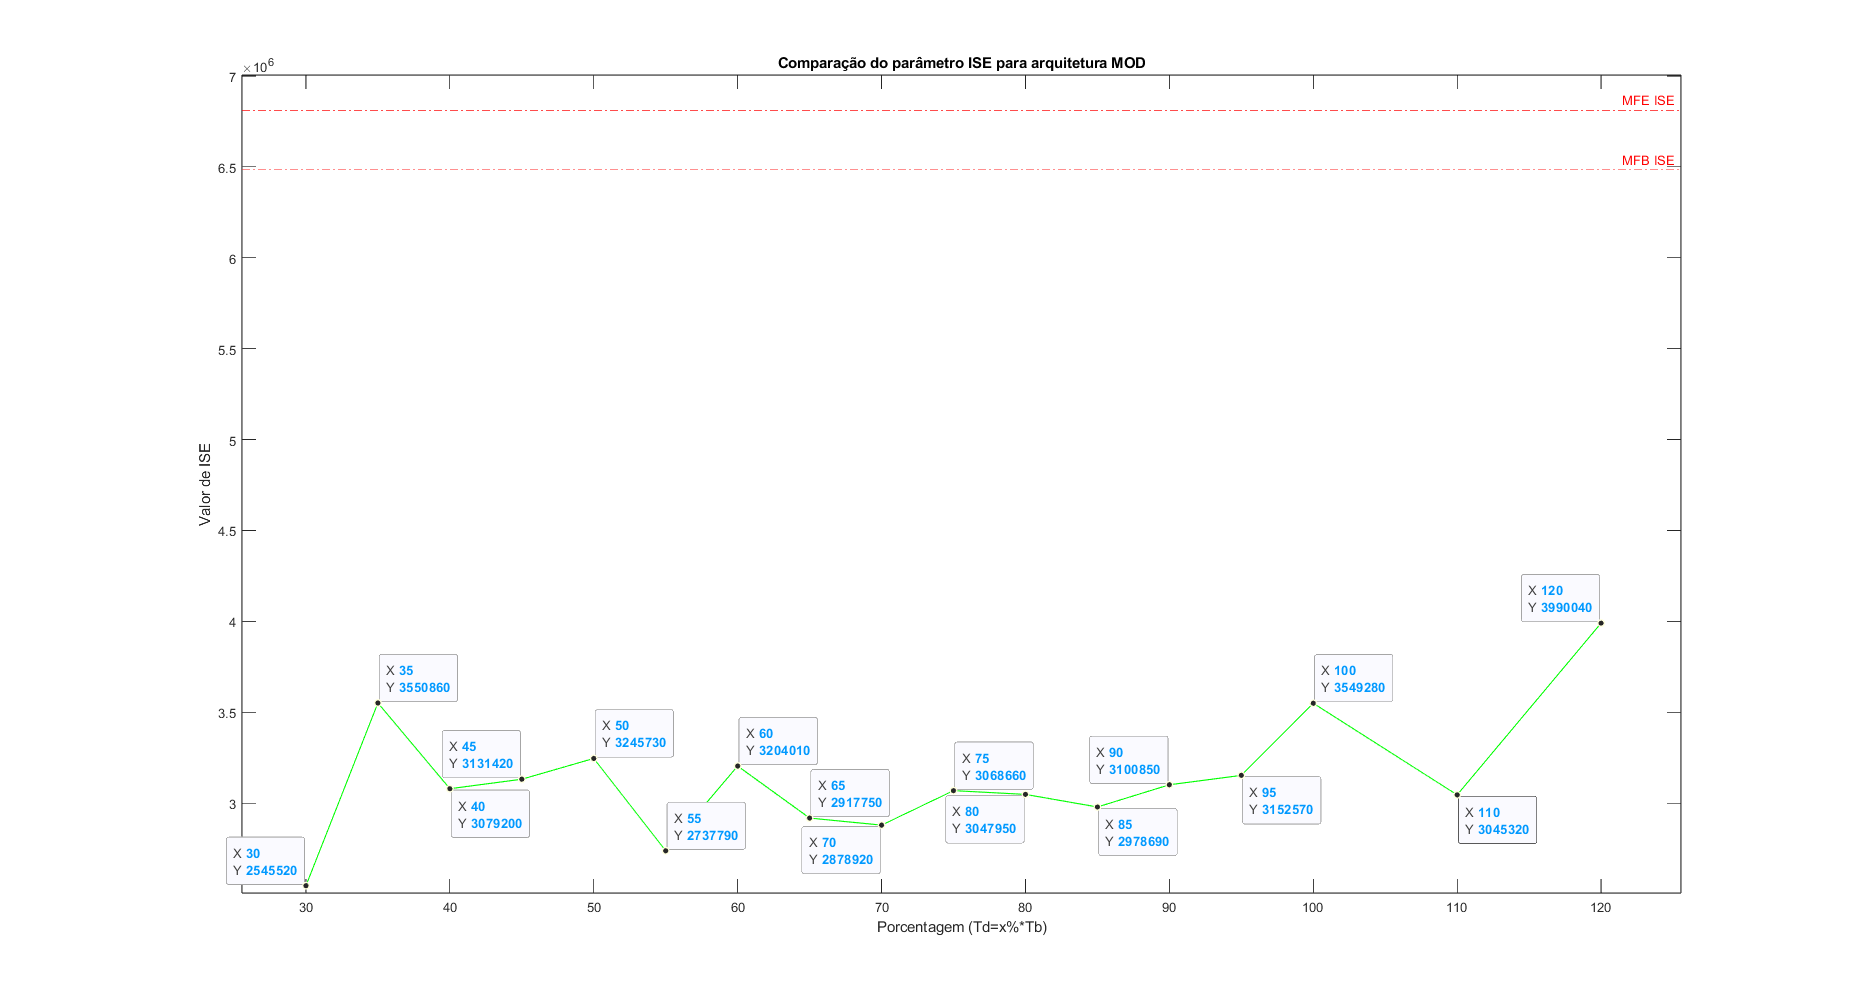 Comparação do parâmetro ISE para arquitetura MOD
×10^6
7
6.5
6
5.5
5
4.5
4
3.5
3
Valor de ISE
MFE ISE
MFB ISE
X 30
Y 2545520
X 35
Y 3550860
X 40
Y 3079200
X 45
Y 3131420
X 50
Y 3245730
X 55
Y 2737790
X 60
Y 3204010
X 65
Y 2917750
X 70
Y 2878920
X 75
Y 3068660
X 80
Y 3047950
X 85
Y 2978690
X 90
Y 3100850
X 95
Y 3152570
X 100
Y 3549280
X 110
Y 3045320
X 120
Y 3990040
30 40 50 60 70 80 90 100 110 120
Porcentagem (Td=x%*Tb)